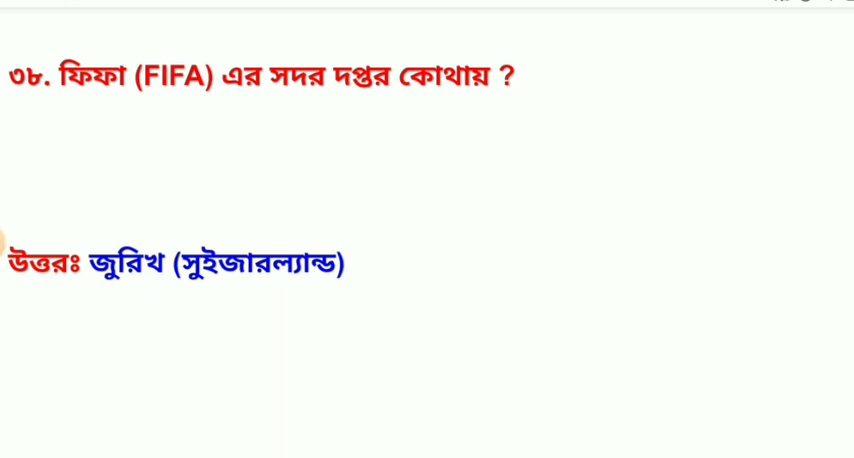 ৩৮. ফিফা (FIFA) এর সদর দপ্তর কোথায় ?
উত্তরঃ জুরিখ (সুইজারল্যান্ড)